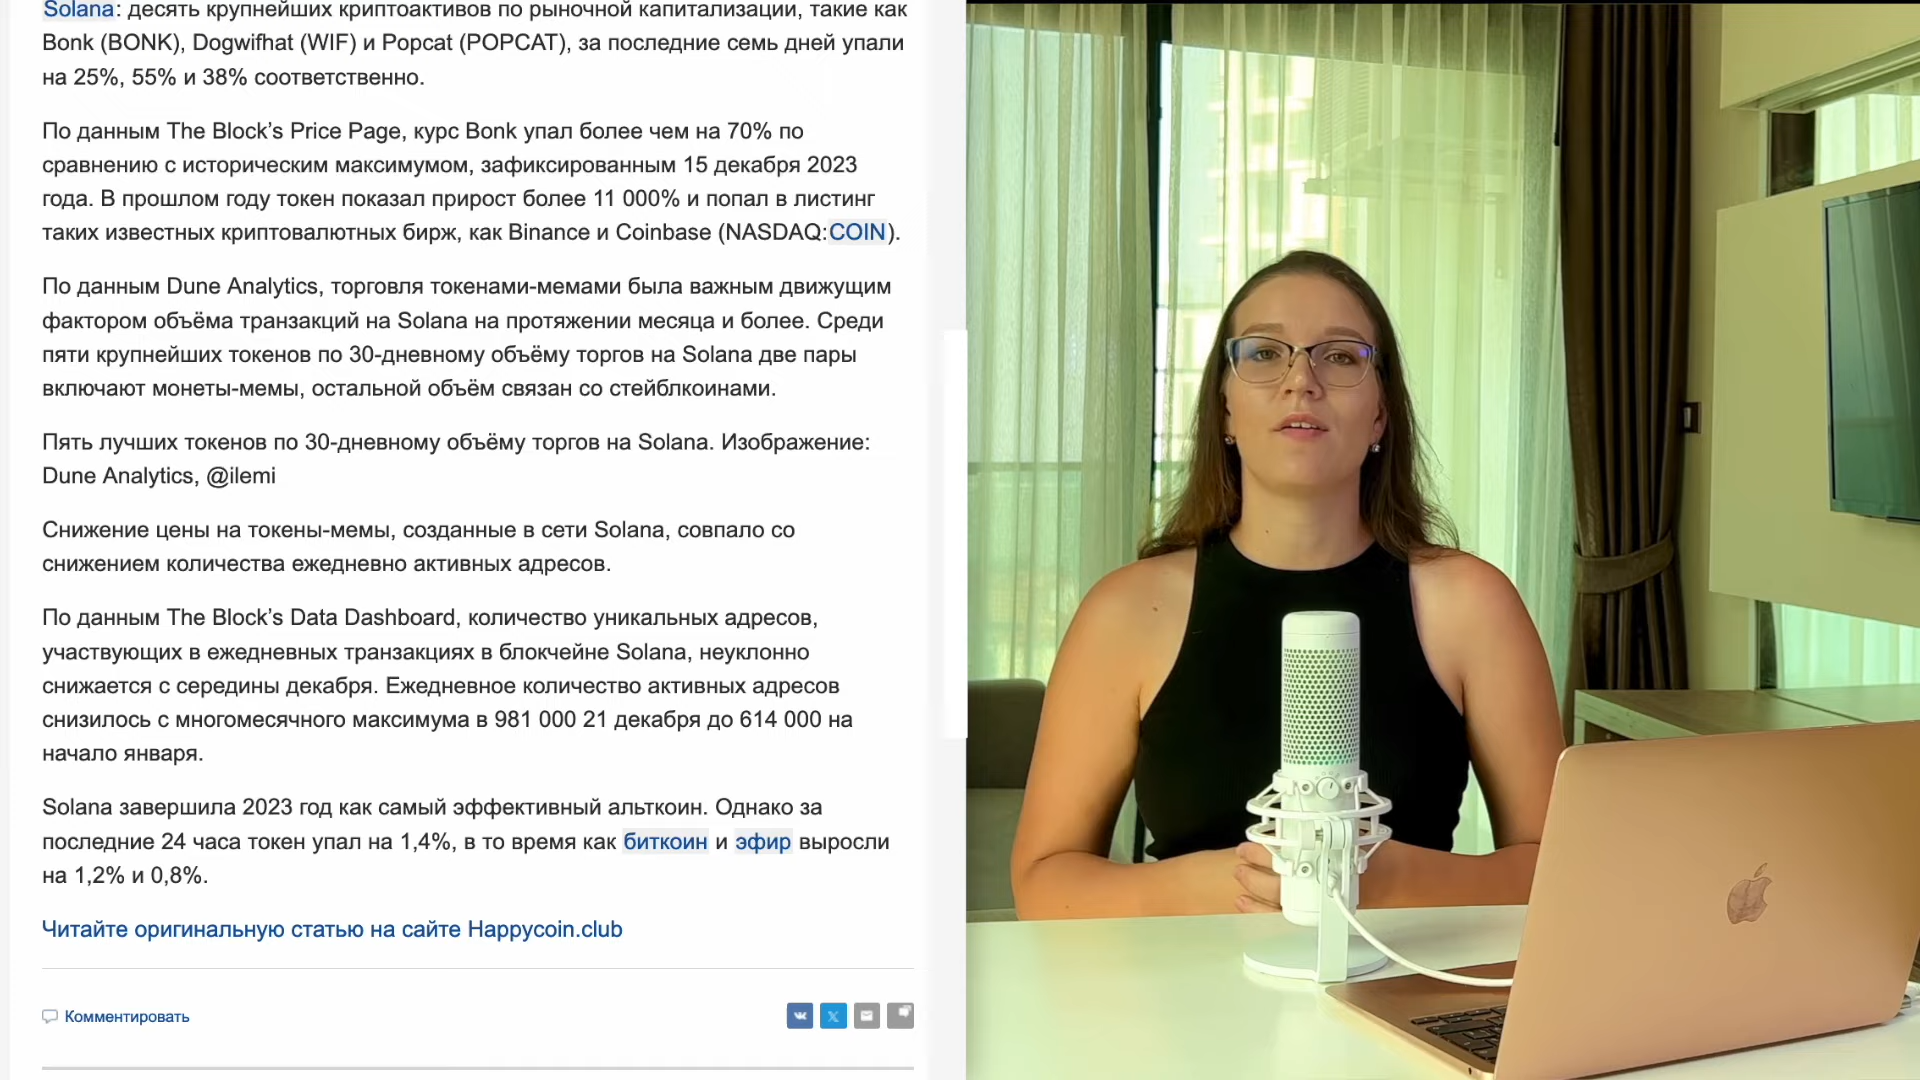 Solana: десять крупнейших криптоактивов по рыночной капитализации, такие как
Bonk (BONK), Dogwifhat (WIF) и Popcat (POPCAT), за последние семь дней упали
на 25%, 55% и 38% соответственно.
По данным The Block’s Price Page, курс Bonk упал более чем на 70% по
сравнению с историческим максимумом, зафиксированным 15 декабря 2023
года. В прошлом году токен показал прирост более 11 000% и попал в листинг
таких известных криптовалютных бирж, как Binance и Coinbase (NASDAQ:COIN).
По данным Dune Analytics, торговля токенами-мемами была важным движущим
фактором объёма транзакций на Solana на протяжении месяца и более. Среди
пяти крупнейших токенов по 30-дневному объёму торгов на Solana две пары
включают монеты-мемы, остальной объём связан со стейблкоинами.
Пять лучших токенов по 30-дневному объёму торгов на Solana. Изображение:
Dune Analytics, @ilemi
Снижение цены на токены-мемы, созданные в сети Solana, совпало со
снижением количества ежедневно активных адресов.
По данным The Block’s Data Dashboard, количество уникальных адресов,
участвующих в ежедневных транзакциях в блокчейне Solana, неуклонно
снижается с середины декабря. Ежедневное количество активных адресов
снизилось с многомесячного максимума в 981 000 21 декабря до 614 000 на
начало января.
Solana завершила 2023 год как самый эффективный альткоин. Однако за
последние 24 часа токен упал на 1,4%, в то время как биткоин и эфир выросли
на 1,2% и 0,8%.
Читайте оригинальную статью на сайте Happycoin.club
Комментировать